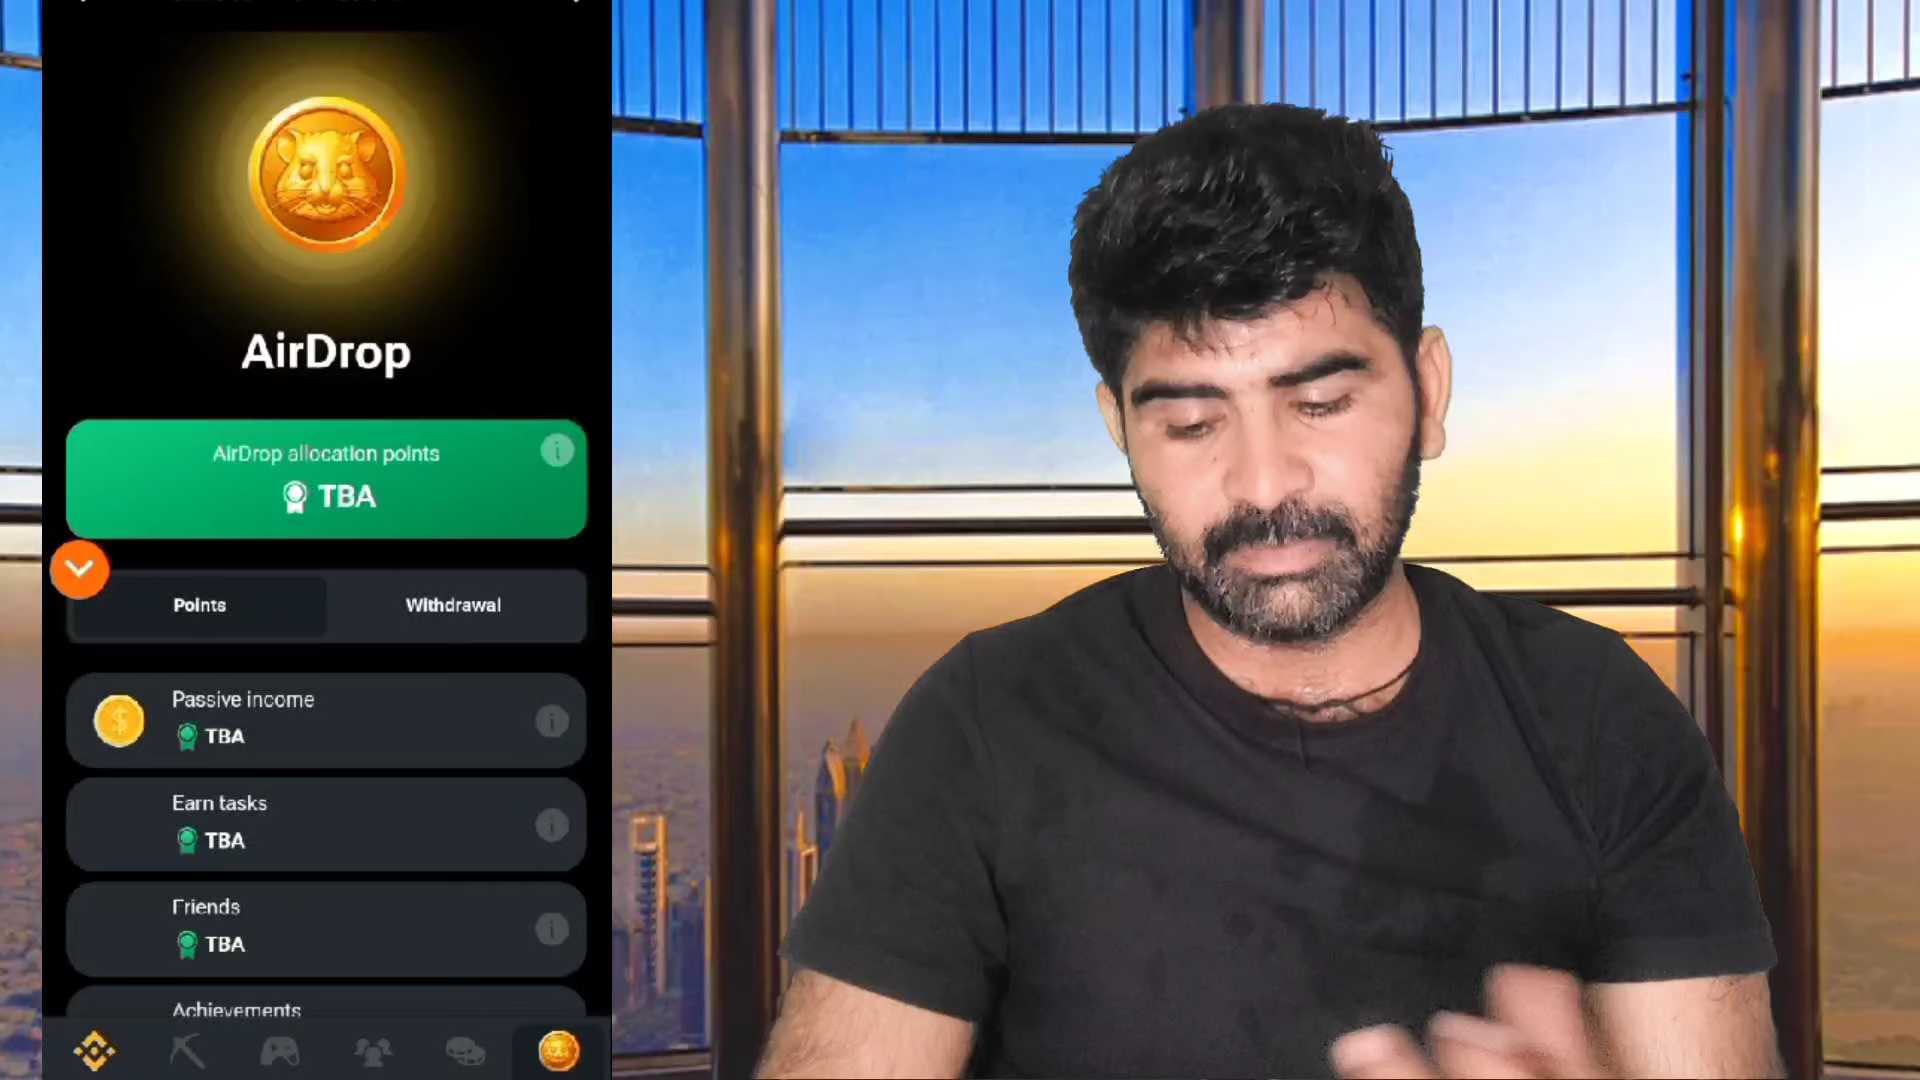 AirDrop
AirDrop allocation points
TBA
Points
Withdrawal
Passive income
TBA
Earn tasks
TBA
Friends
TBA
Achievements